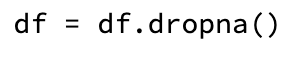 df = df.dropna()